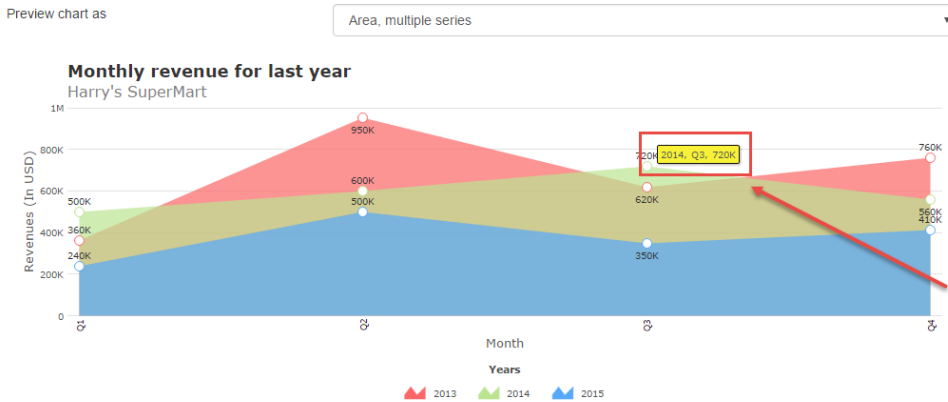 Preview chart as
Area, multiple series
Monthly revenue for last year
Harry's SuperMart
1M
800K
600K
400K
200K
0
Revenues (In USD)
500K
360K
240K
950K
600K
500K
720K
2014, Q3, 720K
620K
350K
760K
560K
410K
Q1
Q2
Q3
Q4
Month
Years
2013
2014
2015